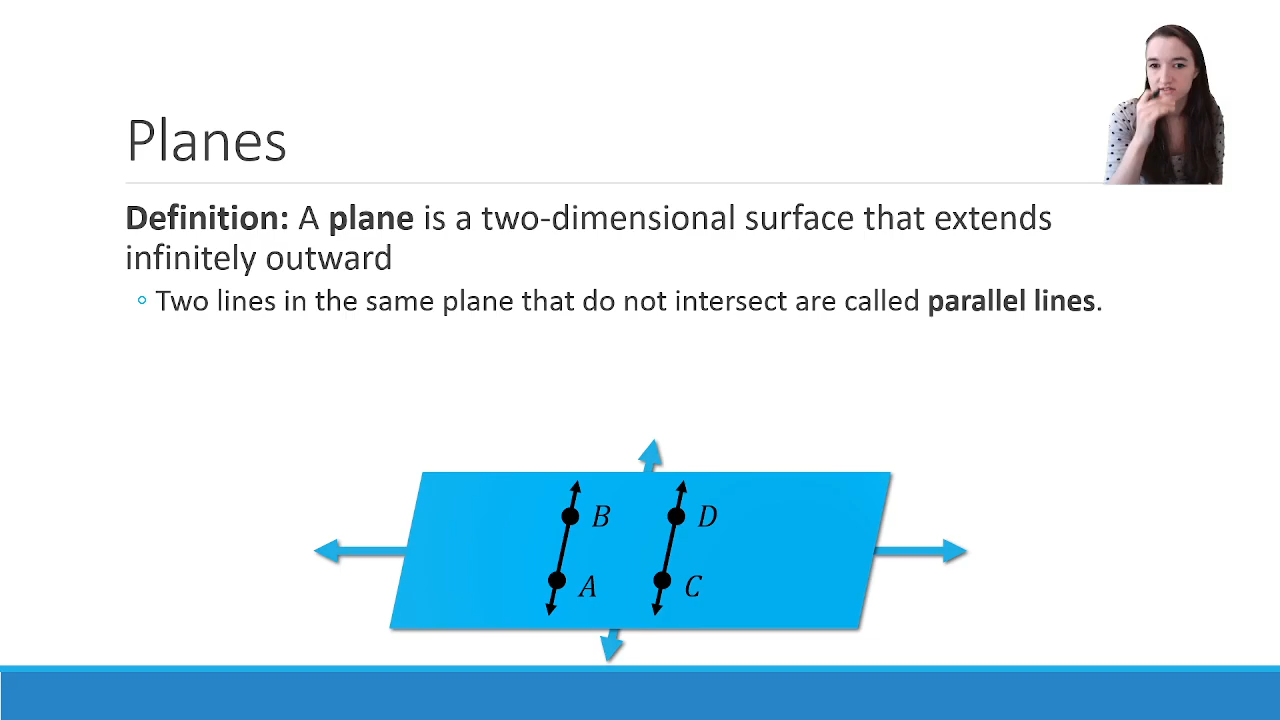 Planes
Definition: A plane is a two-dimensional surface that extends
infinitely outward
◦ Two lines in the same plane that do not intersect are called parallel lines.
B D
A C